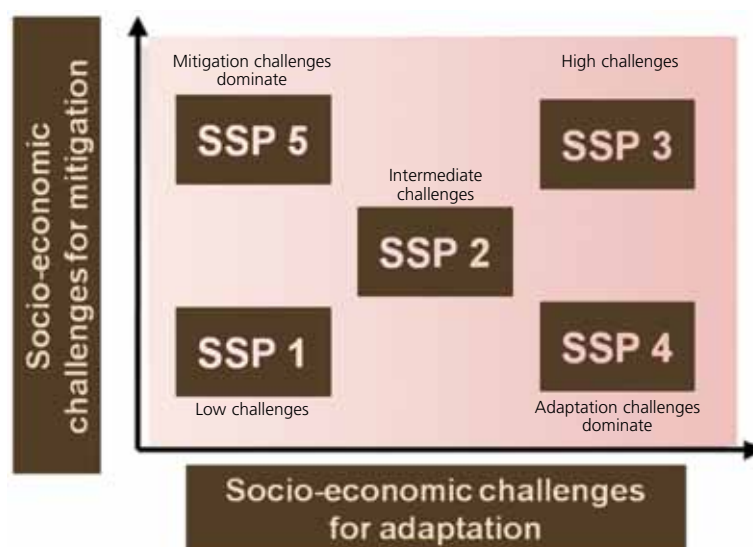 Socio-economic
challenges for mitigation
Mitigation challenges
dominate
SSP 5
High challenges
SSP 3
Intermediate
challenges
SSP 2
SSP 1
Low challenges
SSP 4
Adaptation challenges
dominate
Socio-economic challenges
for adaptation